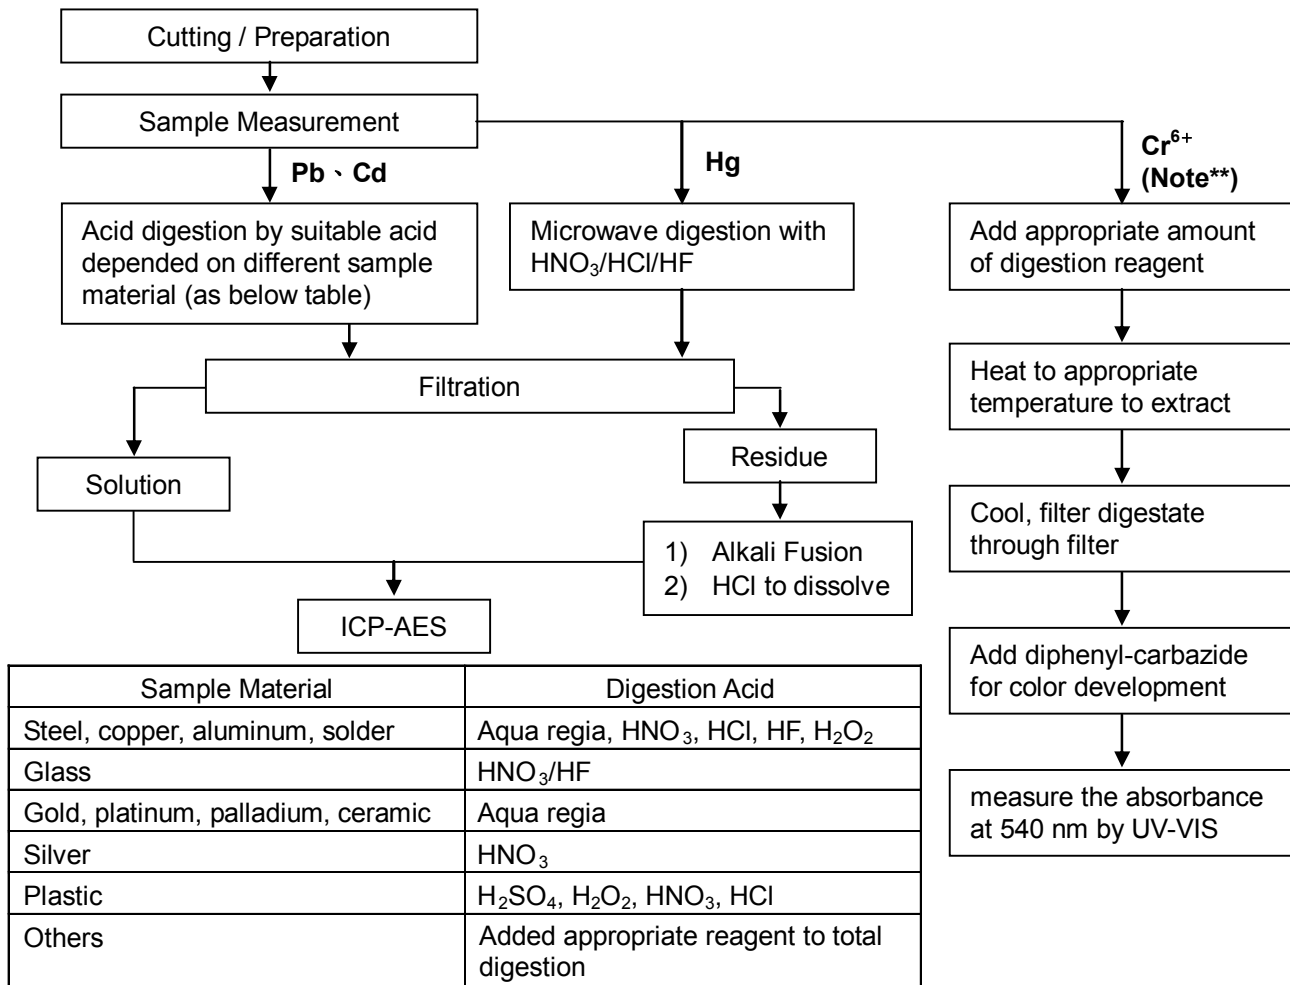 Cutting / Preparation
Sample Measurement
Pb、Cd
Hg
Cr⁶⁺
(Note**)
Acid digestion by suitable acid
depended on different sample
material (as below table)
Microwave digestion with
HNO₃/HCl/HF
Add appropriate amount
of digestion reagent
Filtration
Heat to appropriate
temperature to extract
Solution
Residue
1) Alkali Fusion
2) HCl to dissolve
Cool, filter digestate
through filter
ICP-AES
Add diphenyl-carbazide
for color development
measure the absorbance
at 540 nm by UV-VIS
Sample Material Digestion Acid
Steel, copper, aluminum, solder Aqua regia, HNO₃, HCl, HF, H₂O₂
Glass HNO₃/HF
Gold, platinum, palladium, ceramic Aqua regia
Silver HNO₃
Plastic H₂SO₄, H₂O₂, HNO₃, HCl
Others Added appropriate reagent to total
digestion